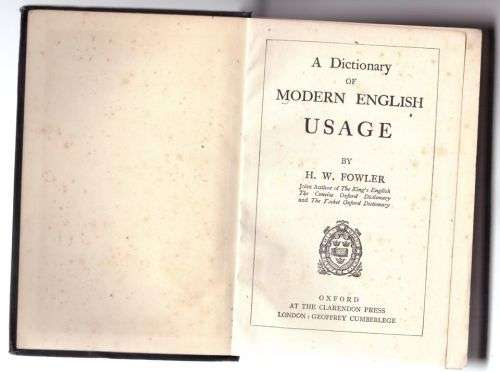 A Dictionary
OF
MODERN ENGLISH
USAGE
BY
H. W. FOWLER
Joint Author of The King's English
The Concise Oxford Dictionary
and The Pocket Oxford Dictionary
OXFORD
AT THE CLARENDON PRESS
LONDON : GEOFFREY CUMBERLEGE